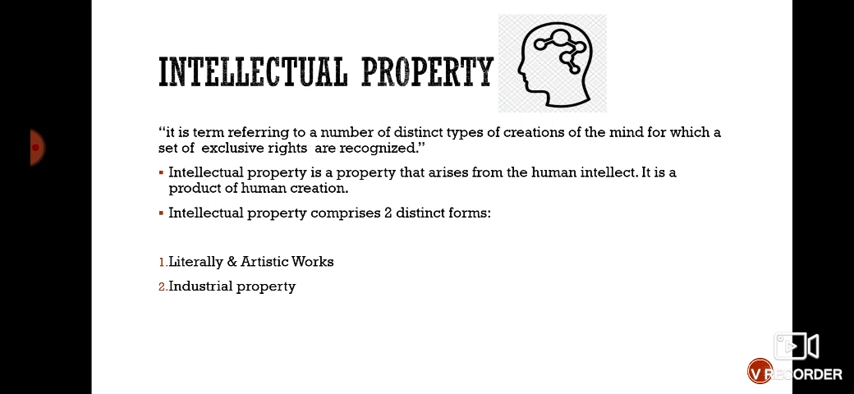 INTELLECTUAL PROPERTY
“it is term referring to a number of distinct types of creations of the mind for which a
set of exclusive rights are recognized.”
▪ Intellectual property is a property that arises from the human intellect. It is a
product of human creation.
▪ Intellectual property comprises 2 distinct forms:
1.Literally & Artistic Works
2.Industrial property
V RECORDER